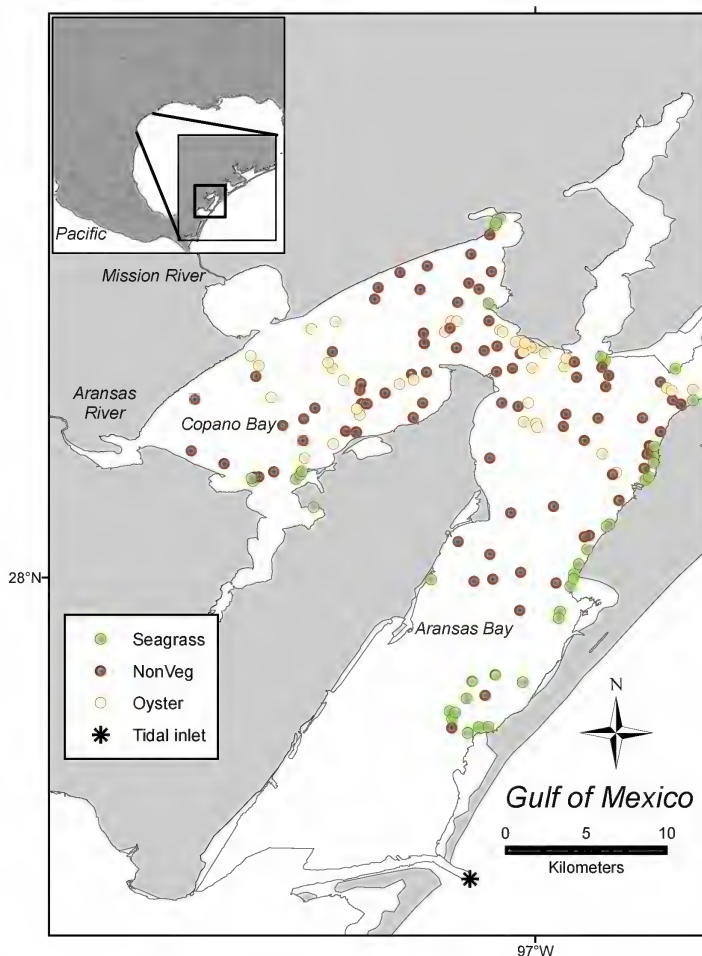 Pacific
Mission River
Aransas
River
Copano Bay
28°N
Seagrass
NonVeg
Oyster
Tidal inlet
Aransas Bay
N
Gulf of Mexico
0 5 10
Kilometers
97°W